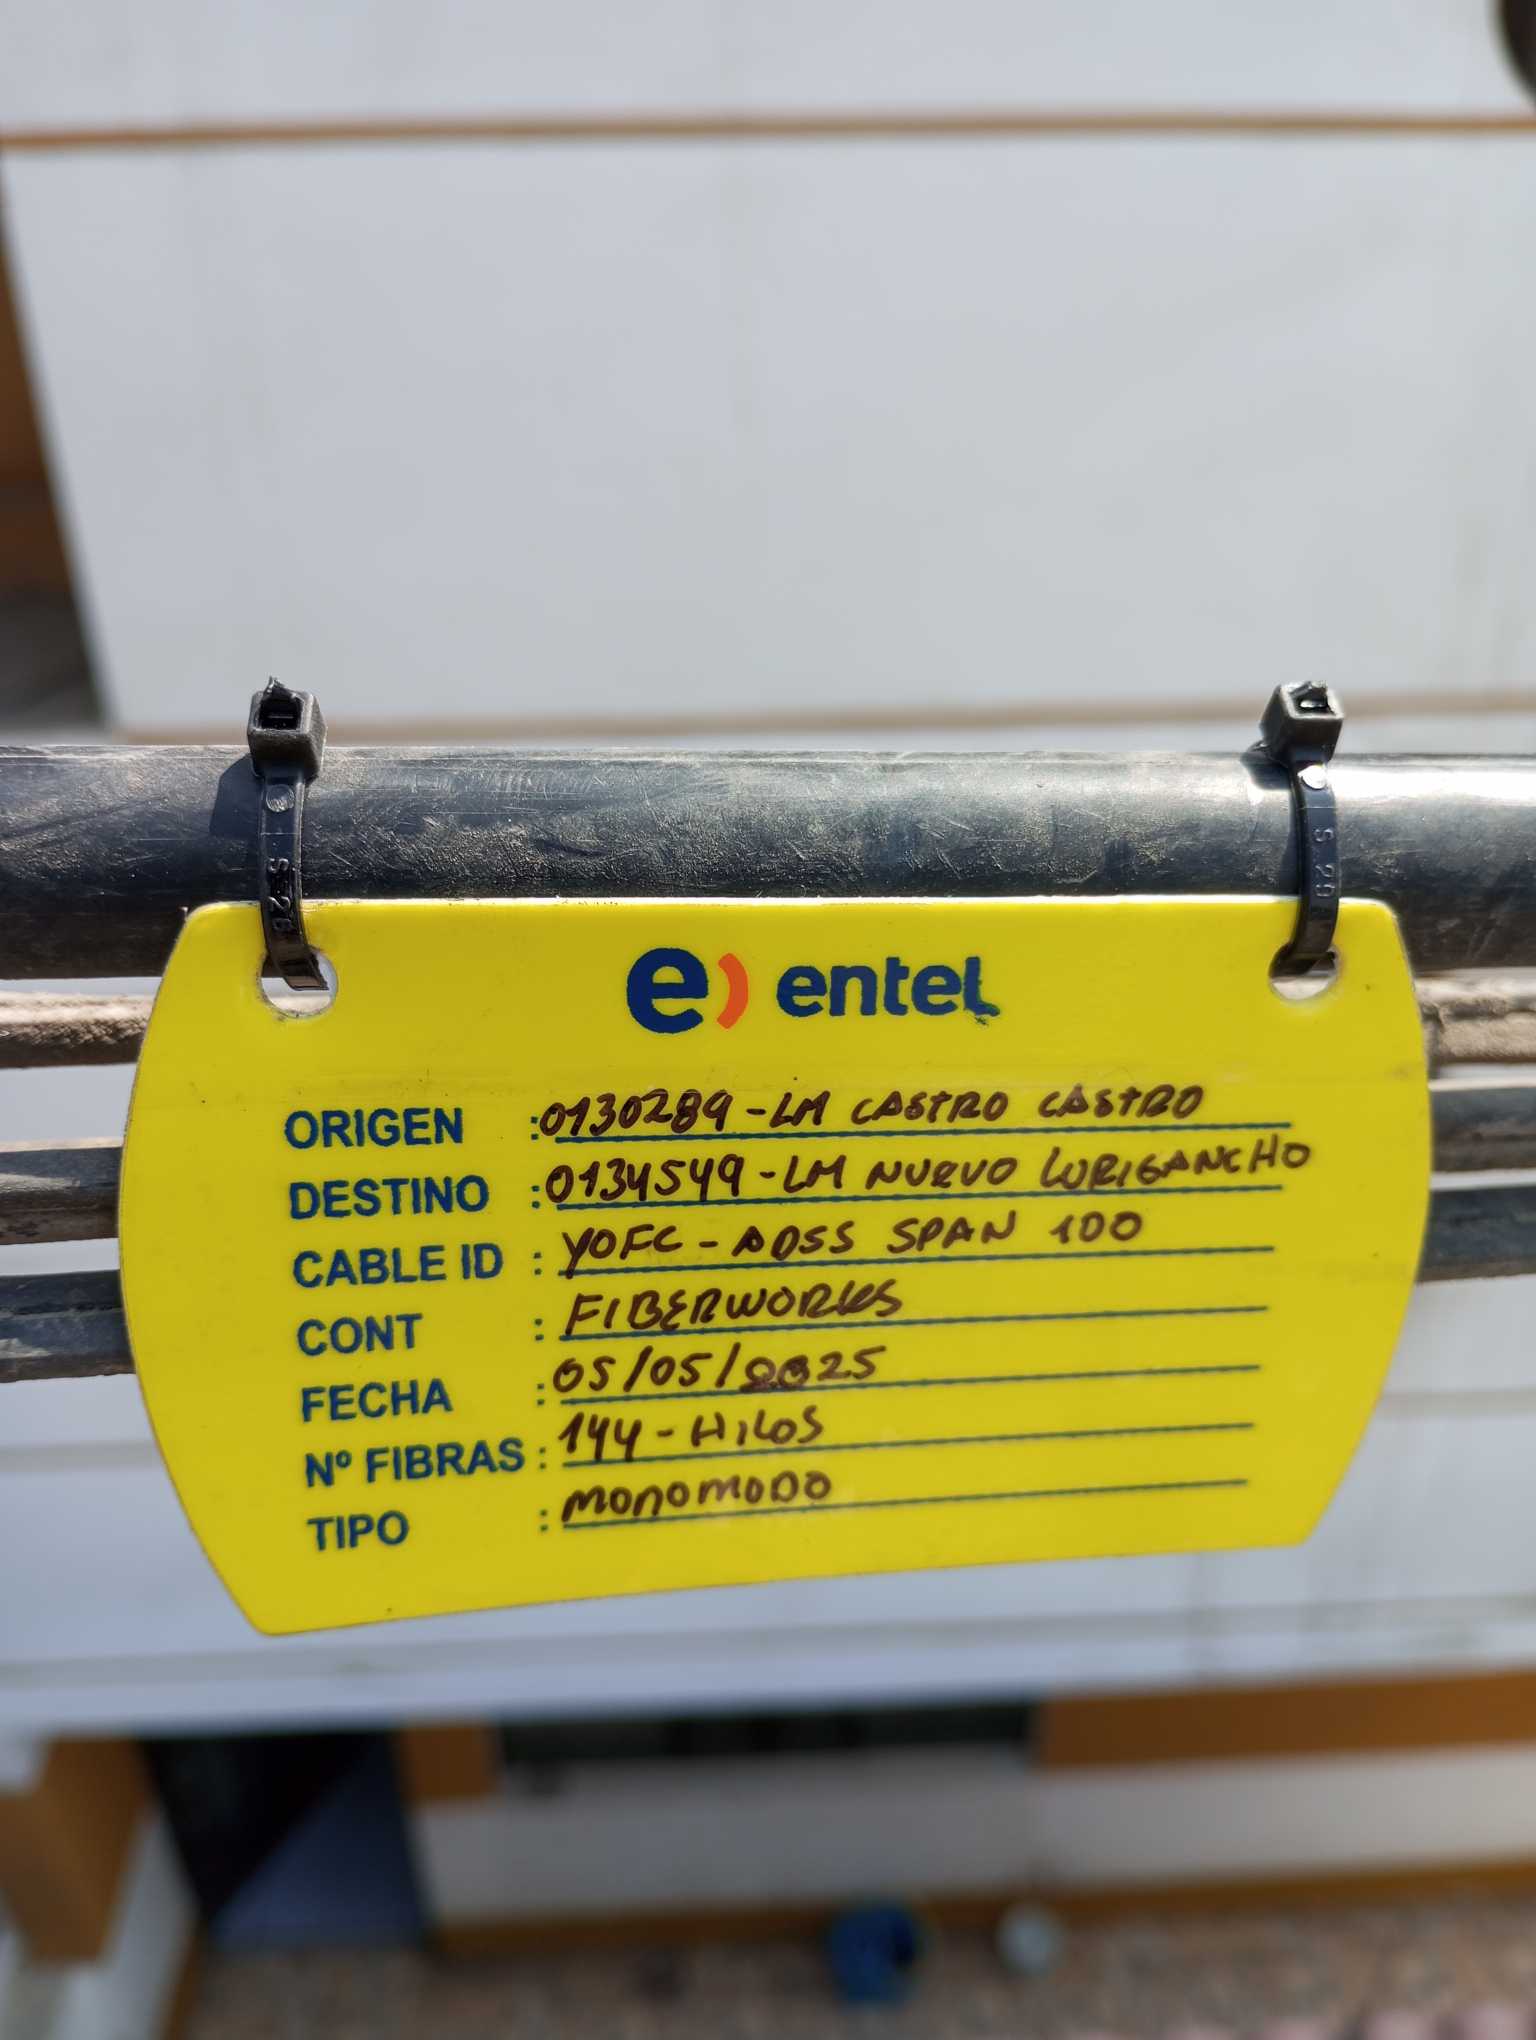 e) entel
ORIGEN : 0130289-LM CASTRO CASTRO
DESTINO : 0134549-LM NUEVO LURIGANCHO
CABLE ID : YOFC - ADSS SPAN 100
CONT : FIBERWORKS
FECHA : 05/05/2025
Nº FIBRAS : 144-HILOS
TIPO : MONOMODO